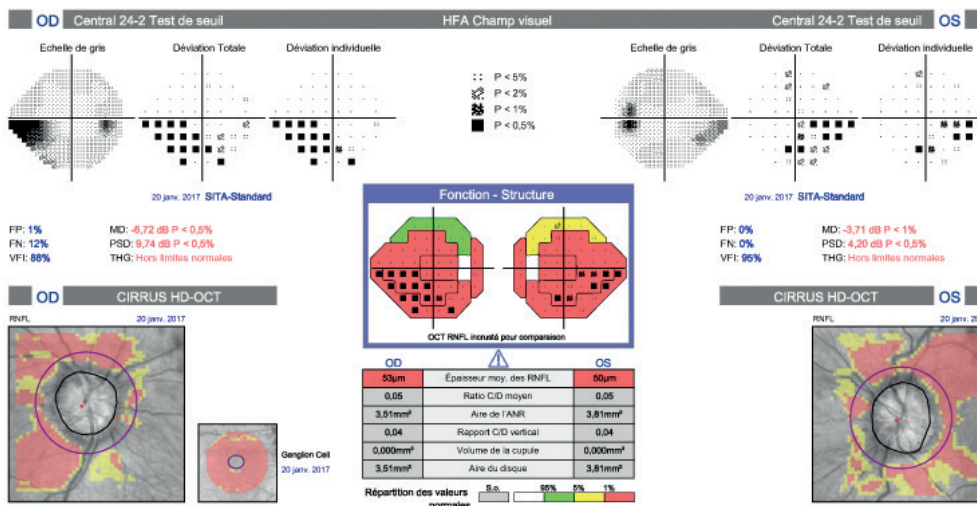 OD Central 24-2 Test de seuil HFA Champ visuel Central 24-2 Test de seuil OS
Echelle de gris Déviation Totale Déviation individuelle Echelle de gris Déviation Totale Déviation individuelle
P < 5%
P < 2%
P < 1%
P < 0,5%
20 janv. 2017 SITA-Standard 20 janv. 2017 SITA-Standard
FP: 1% MD: -6,72 dB P < 0,5%
FN: 12% PSD: 9,74 dB P < 0,5%
VFI: 88% THG: Hors limites normales
Fonction - Structure
OCT RNFL incrusté pour comparaison
FP: 0% MD: -3,71 dB P < 1%
FN: 0% PSD: 4,20 dB P < 0,5%
VFI: 95% THG: Hors limites normales
OD CIRRUS HD-OCT
RNFL 20 janv. 2017
Ganglion Cell
20 janv. 2017
OD OS
53µm Épaisseur moy. des RNFL 50µm
0,05 Ratio C/D moyen 0,05
3,51mm² Aire de l'ANR 3,81mm²
0,04 Rapport C/D vertical 0,04
0,000mm³ Volume de la cupule 0,000mm³
3,51mm² Aire du disque 3,81mm²
Répartition des valeurs normales S.o. 95% 5% 1%
CIRRUS HD-OCT OS
RNFL 20 janv.